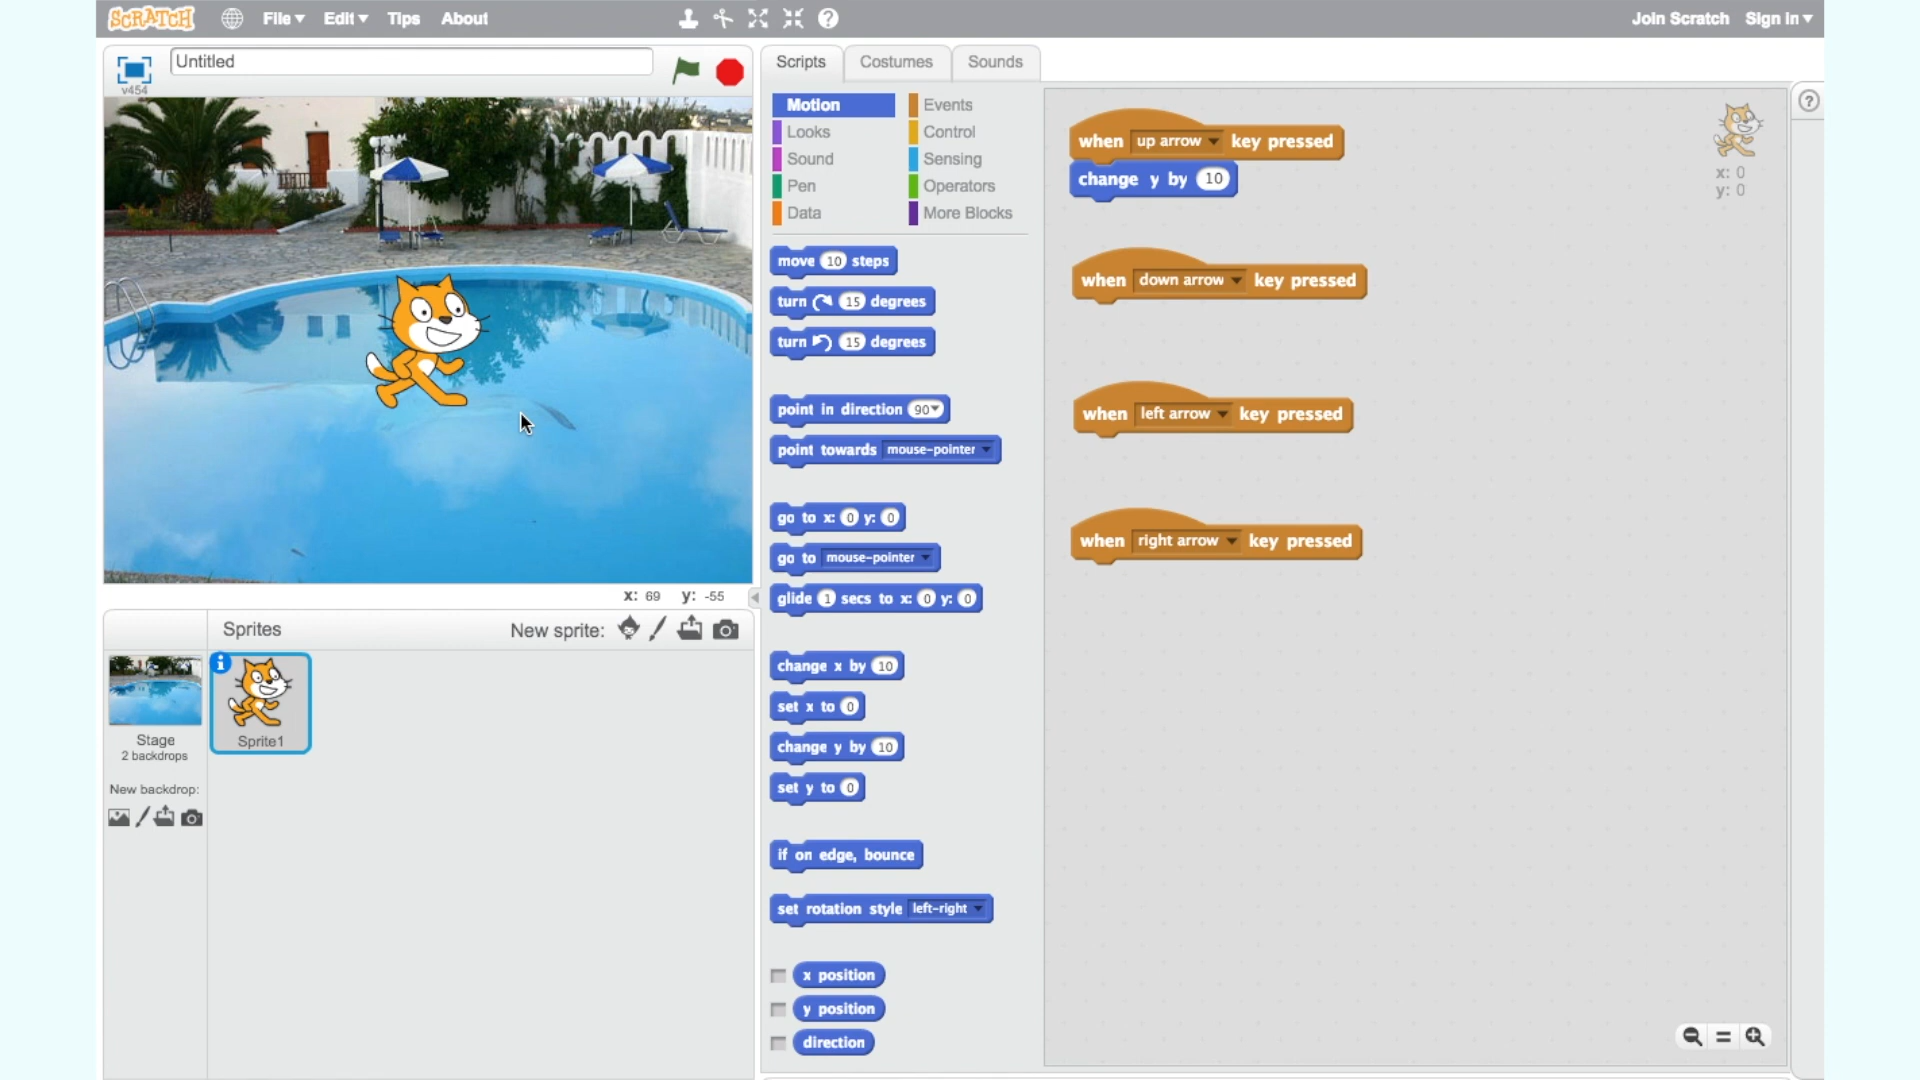 SCRATCH File Edit Tips About Join Scratch Sign in
v454
Untitled
Scripts Costumes Sounds
Motion Events
Looks Control
Sound Sensing
Pen Operators
Data More Blocks
move 10 steps
turn 15 degrees
turn 15 degrees
point in direction 90
point towards mouse-pointer
go to x: 0 y: 0
go to mouse-pointer
glide 1 secs to x: 0 y: 0
change x by 10
set x to 0
change y by 10
set y to 0
if on edge, bounce
set rotation style left-right
x position
y position
direction
when up arrow key pressed
change y by 10
when down arrow key pressed
when left arrow key pressed
when right arrow key pressed
x: 0
y: 0
x: 69 y: -55
Sprites New sprite:
Stage
2 backdrops
New backdrop:
Sprite1